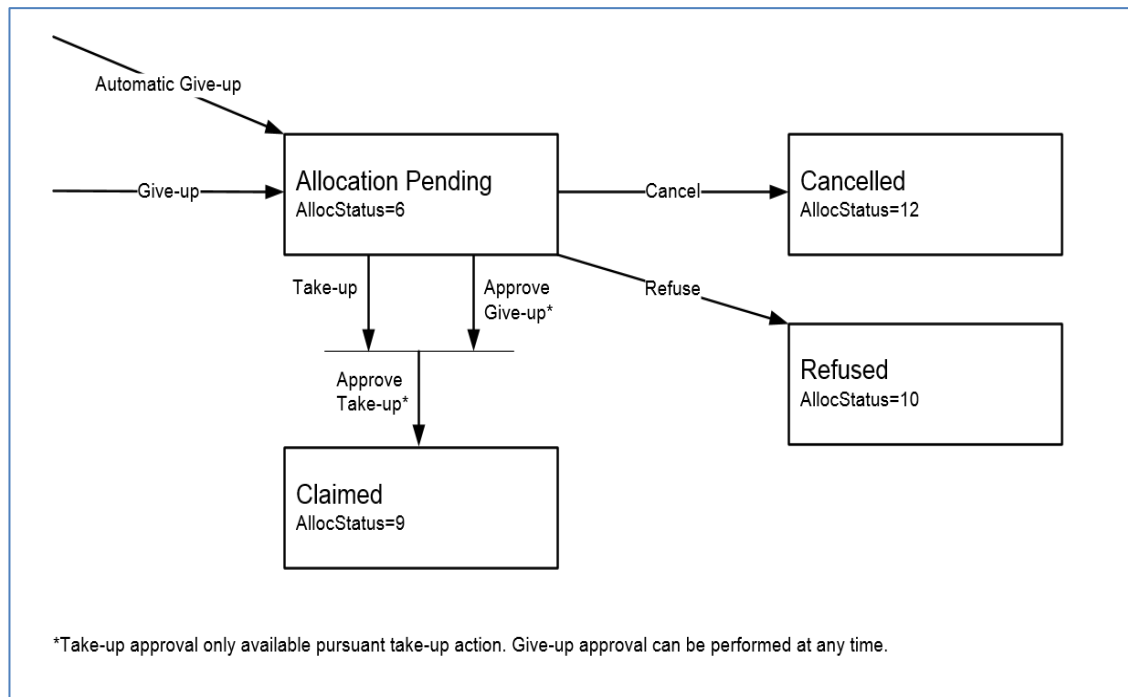 Automatic Give-up
Give-up
Allocation Pending
AllocStatus=6
Cancel
Cancelled
AllocStatus=12
Take-up
Approve
Give-up*
Refuse
Refused
AllocStatus=10
Approve
Take-up*
Claimed
AllocStatus=9
*Take-up approval only available pursuant take-up action. Give-up approval can be performed at any time.